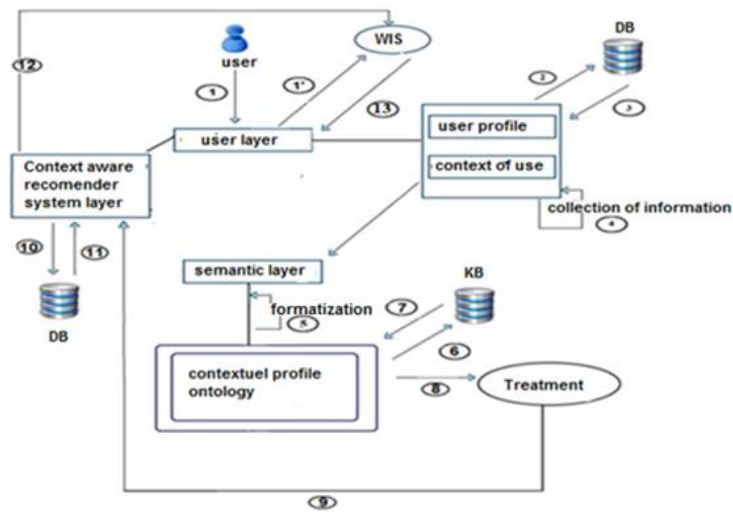 WIS
DB
12
user
1
1'
2
13
3
user profile
user layer
context of use
Context aware
recomender
system layer
collection of information
4
10
11
semantic layer
KB
formatization
7
5
DB
6
contextuel profile
ontology
8
Treatment
9